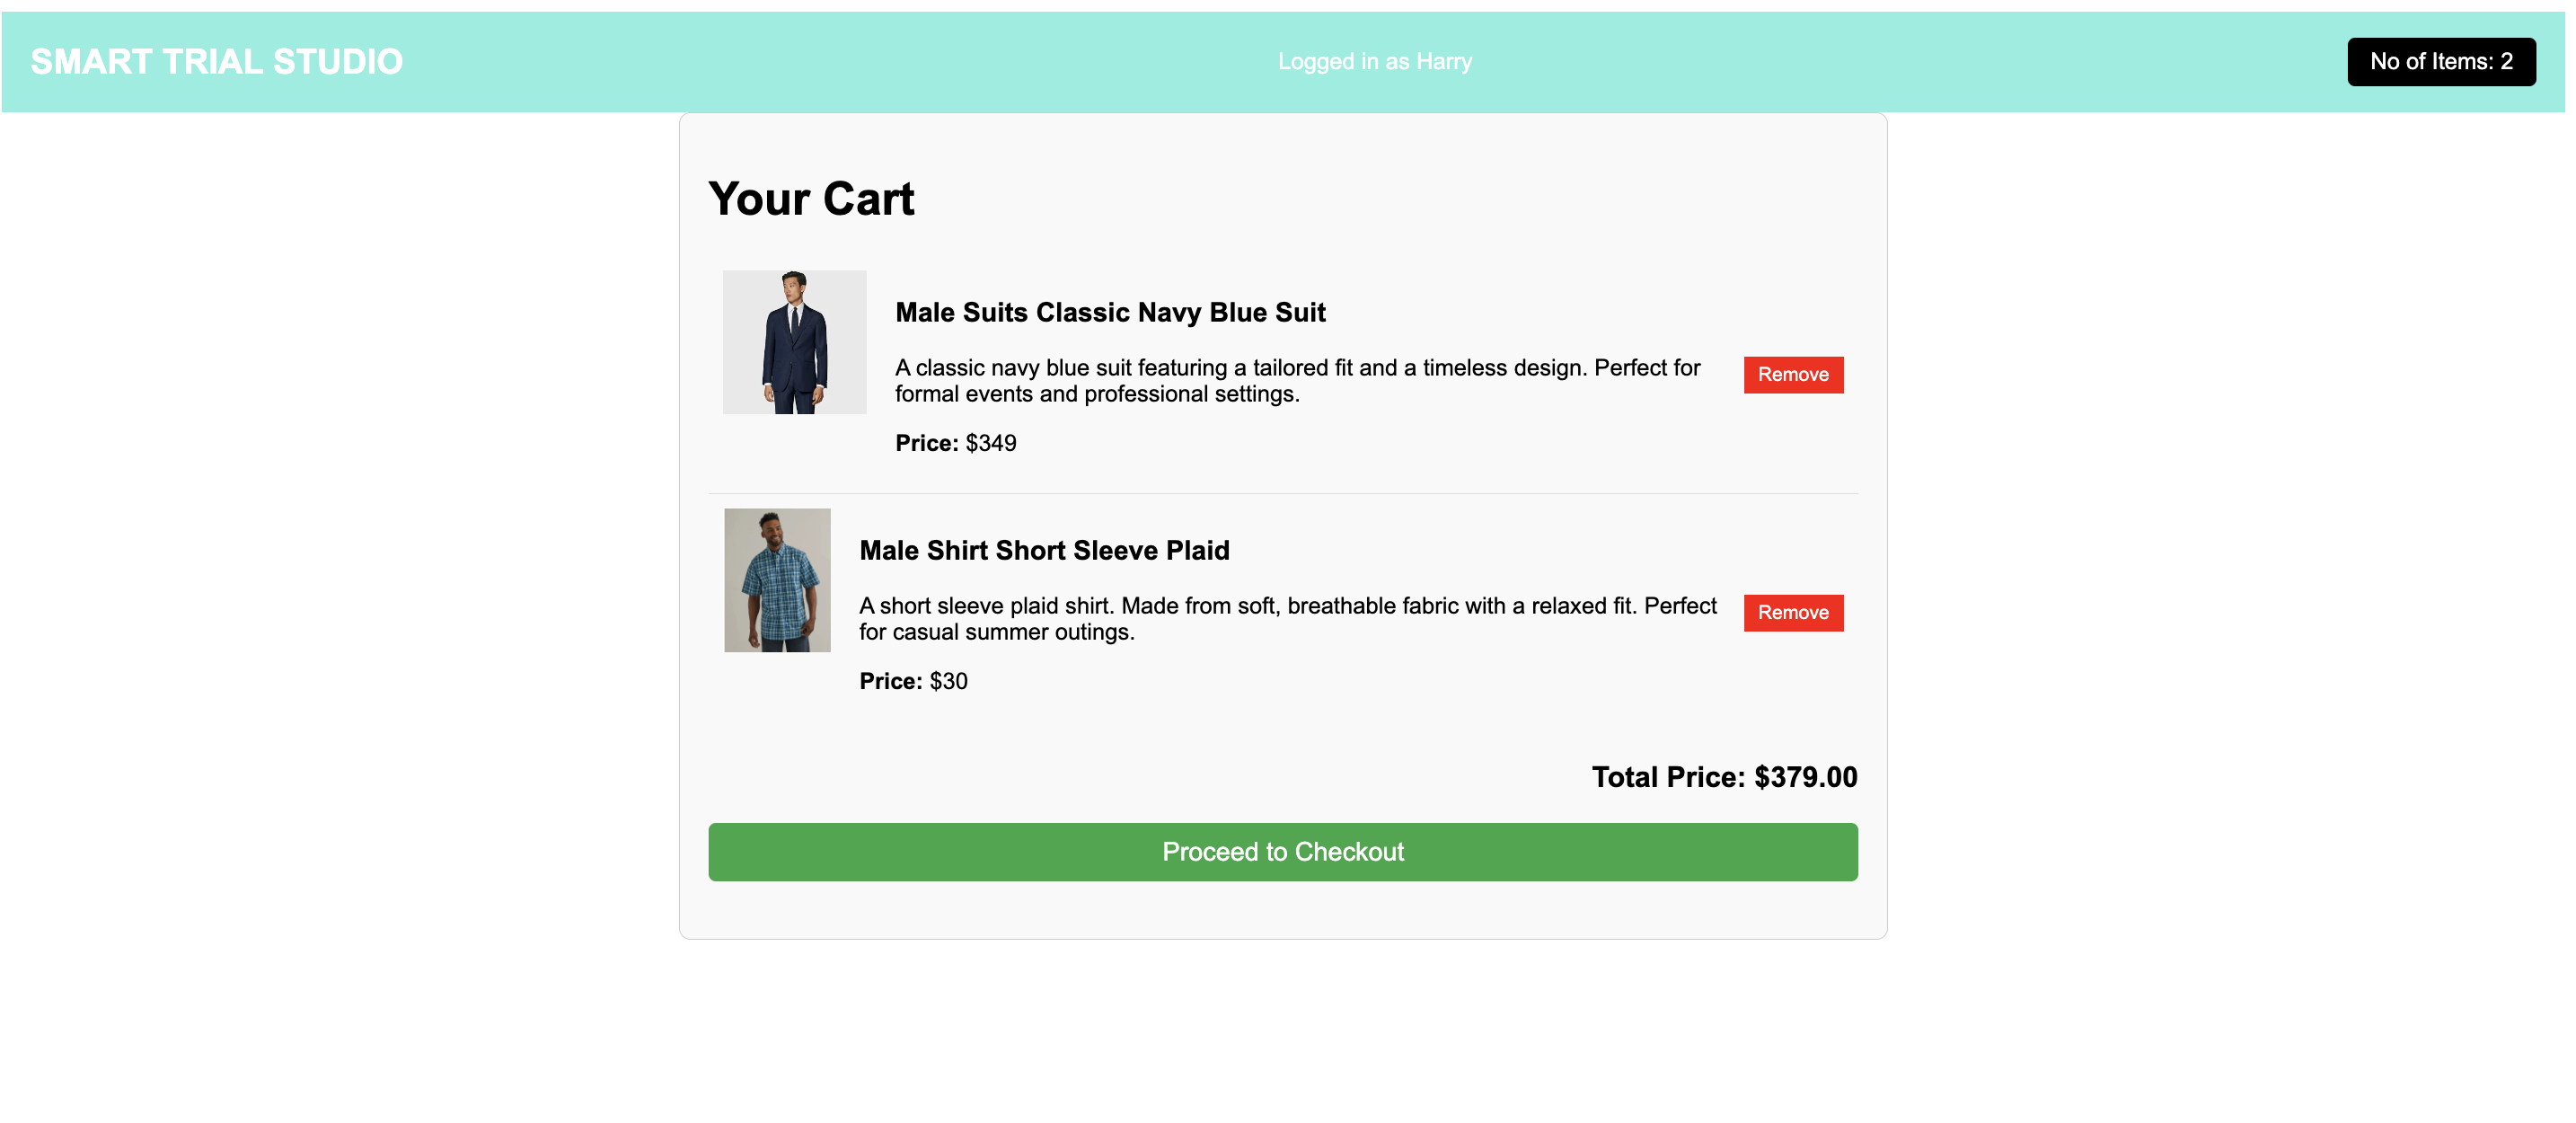 SMART TRIAL STUDIO
Logged in as Harry
No of Items: 2
Your Cart
Male Suits Classic Navy Blue Suit
A classic navy blue suit featuring a tailored fit and a timeless design. Perfect for
formal events and professional settings.
Remove
Price: $349
Male Shirt Short Sleeve Plaid
A short sleeve plaid shirt. Made from soft, breathable fabric with a relaxed fit. Perfect
for casual summer outings.
Remove
Price: $30
Total Price: $379.00
Proceed to Checkout